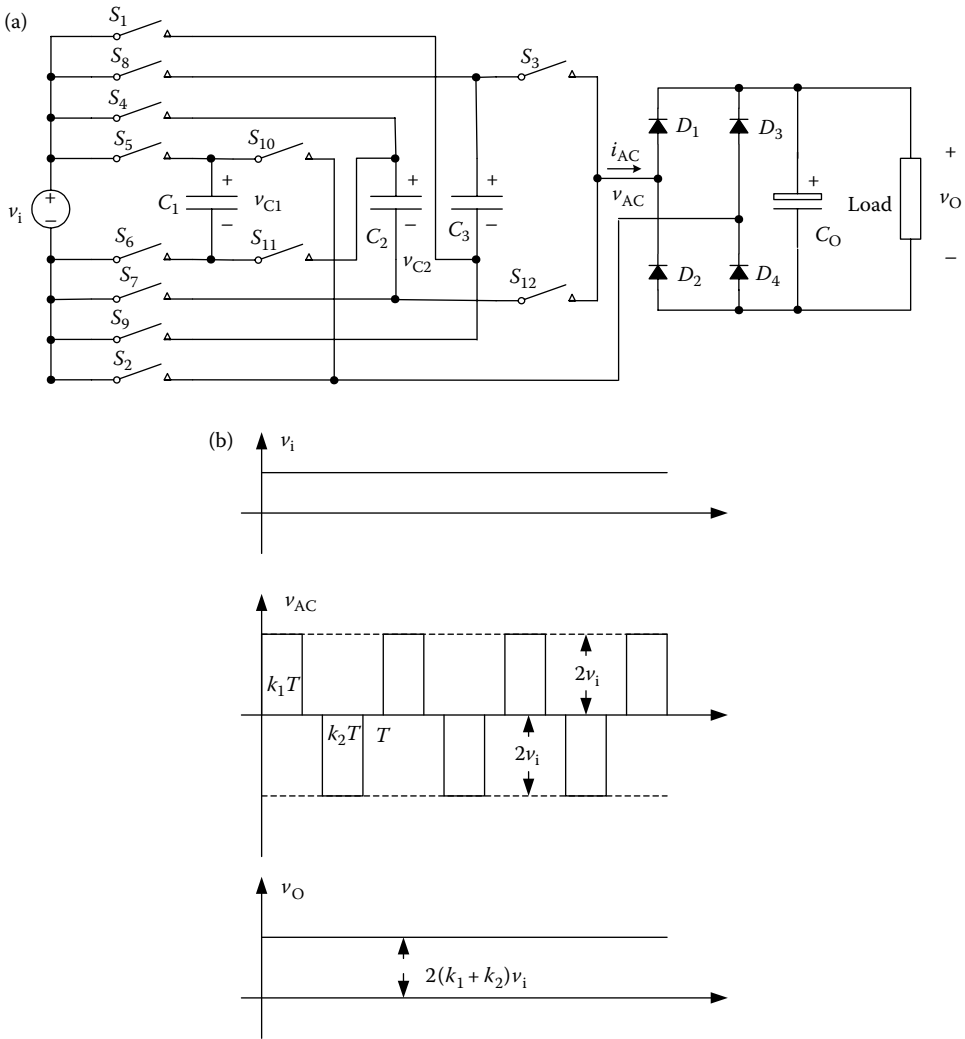 (a)
S1
S8
S3
S4
S5
S10
D1
D3
iAC
+
+
+
+
+
C1
vC1
vAC
+
vi
−
−
−
−
C2
C3
CO
Load
vO
S6
S11
vC2
−
S7
S12
D2
D4
S9
S2
(b)
vi
vAC
k1T
2vi
k2T
T
2vi
vO
2(k1 + k2)vi